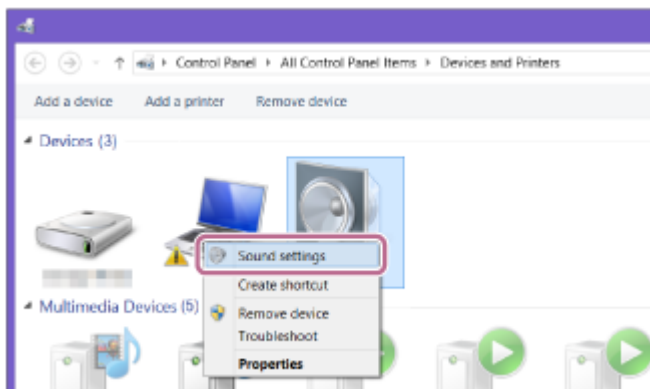 Control Panel ▸ All Control Panel Items ▸ Devices and Printers
Add a device Add a printer Remove device
Devices (3)
Sound settings
Create shortcut
Multimedia Devices (5)
Remove device
Troubleshoot
Properties